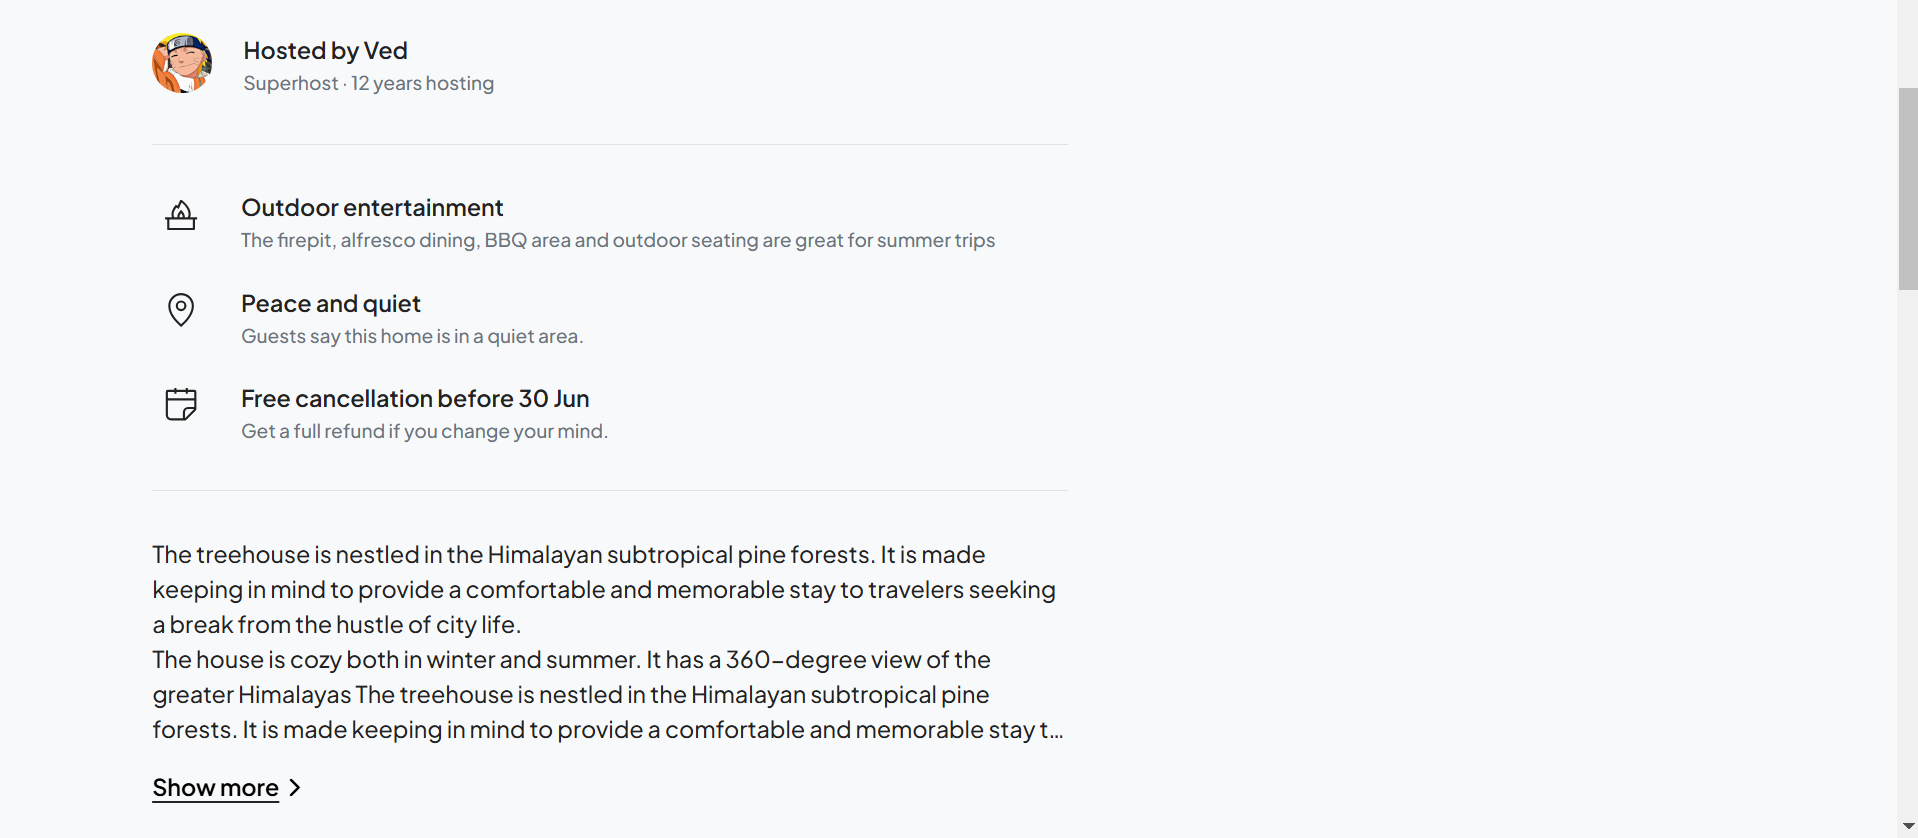 Hosted by Ved
Superhost · 12 years hosting
Outdoor entertainment
The firepit, alfresco dining, BBQ area and outdoor seating are great for summer trips
Peace and quiet
Guests say this home is in a quiet area.
Free cancellation before 30 Jun
Get a full refund if you change your mind.
The treehouse is nestled in the Himalayan subtropical pine forests. It is made
keeping in mind to provide a comfortable and memorable stay to travelers seeking
a break from the hustle of city life.
The house is cozy both in winter and summer. It has a 360–degree view of the
greater Himalayas The treehouse is nestled in the Himalayan subtropical pine
forests. It is made keeping in mind to provide a comfortable and memorable stay t...
Show more